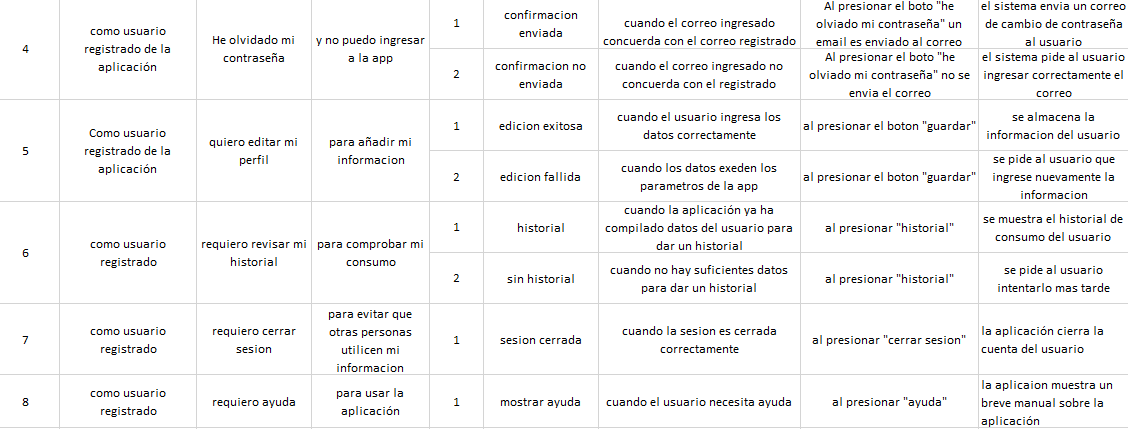 4
como usuario
registrado de la
aplicación
He olvidado mi
contraseña
y no puedo ingresar
a la app
1
confirmacion
enviada
cuando el correo ingresado
concuerda con el correo registrado
Al presionar el boto "he
olviado mi contraseña" un
email es enviado al correo
el sistema envia un correo
de cambio de contraseña
al usuario
2
confirmacion no
enviada
cuando el correo ingresado no
concuerda con el registrado
Al presionar el boto "he
olviado mi contraseña" no se
envia el correo
el sistema pide al usuario
ingresar correctamente el
correo
5
Como usuario
registrado de la
aplicación
quiero editar mi
perfil
para añadir mi
informacion
1
edicion exitosa
cuando el usuario ingresa los
datos correctamente
al presionar el boton "guardar"
se almacena la
informacion del usuario
2
edicion fallida
cuando los datos exeden los
parametros de la app
al presionar el boton "guardar"
se pide al usuario que
ingrese nuevamente la
informacion
6
como usuario
registrado
requiero revisar mi
historial
para comprobar mi
consumo
1
historial
cuando la aplicación ya ha
compilado datos del usuario para
dar un historial
al presionar "historial"
se muestra el historial de
consumo del usuario
2
sin historial
cuando no hay suficientes datos
para dar un historial
al presionar "historial"
se pide al usuario
intentarlo mas tarde
7
como usuario
registrado
requiero cerrar
sesion
para evitar que
otras personas
utilicen mi
informacion
1
sesion cerrada
cuando la sesion es cerrada
correctamente
al presionar "cerrar sesion"
la aplicación cierra la
cuenta del usuario
8
como usuario
registrado
requiero ayuda
para usar la
aplicación
1
mostrar ayuda
cuando el usuario necesita ayuda
al presionar "ayuda"
la aplicaion muestra un
breve manual sobre la
aplicación